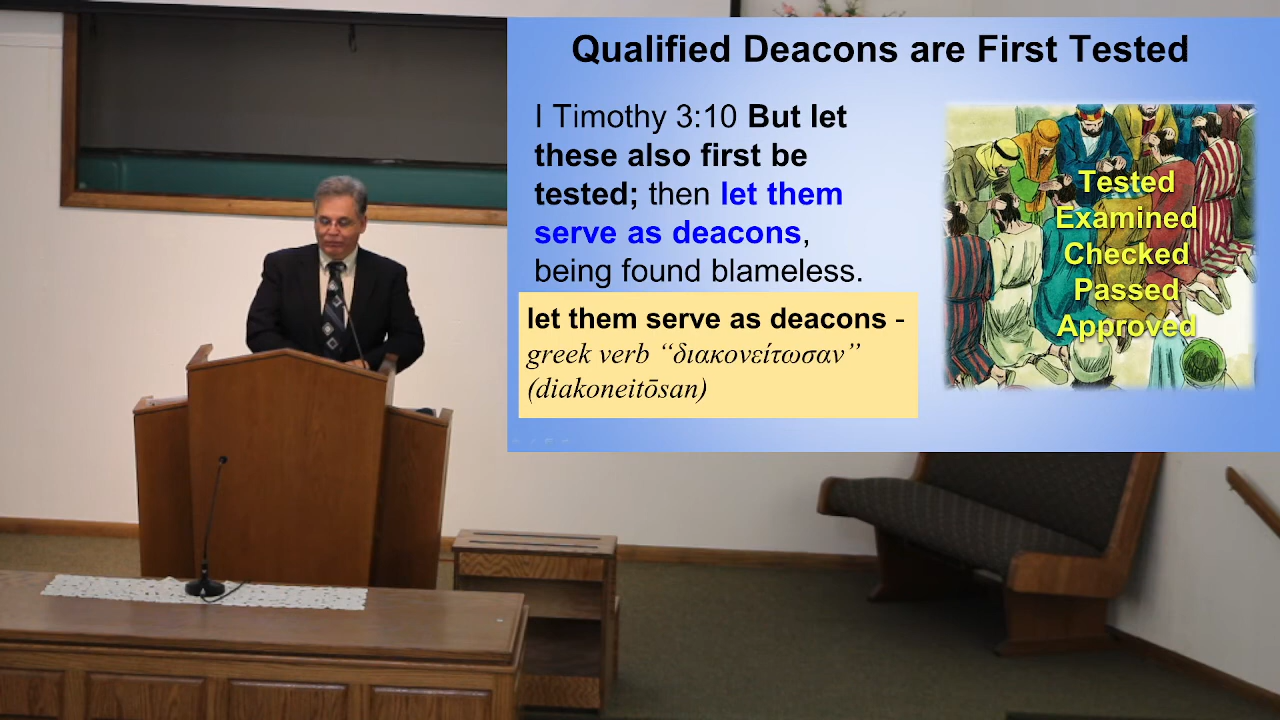 Qualified Deacons are First Tested
I Timothy 3:10 But let
these also first be
tested; then let them
serve as deacons,
being found blameless.
let them serve as deacons -
greek verb “διακονείτωσαν”
(diakoneitōsan)
Tested
Examined
Checked
Passed
Approved